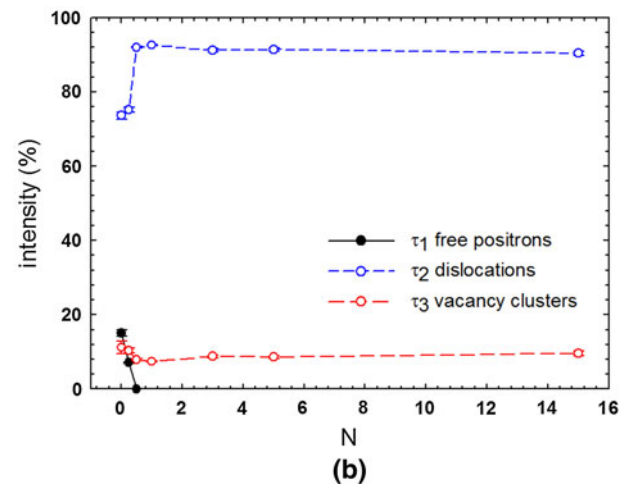 100
80
60
40
20
0
intensity (%)
τ1 free positrons
τ2 dislocations
τ3 vacancy clusters
0 2 4 6 8 10 12 14 16
N
(b)